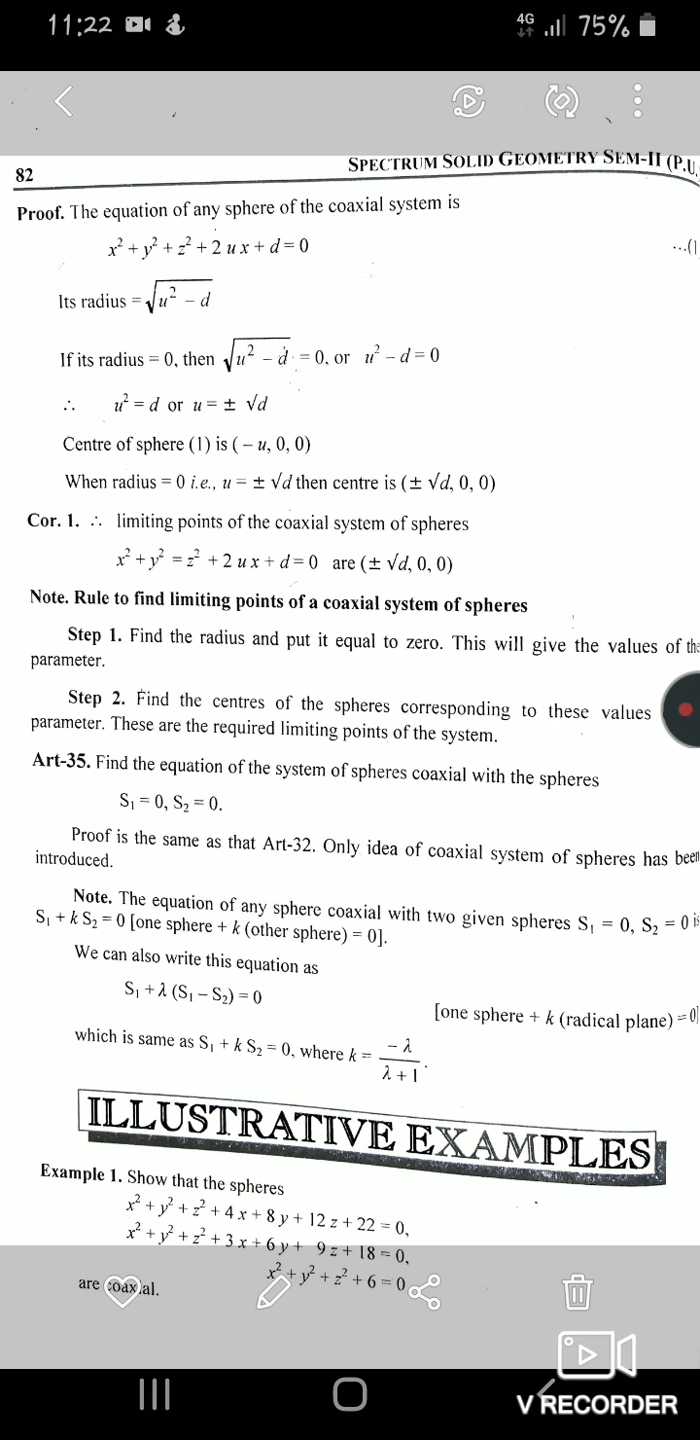 11:22
4G 75%
82
SPECTRUM SOLID GEOMETRY SEM-II (P.U.
Proof. The equation of any sphere of the coaxial system is
x² + y² + z² + 2 u x + d = 0 ...(1
Its radius = √(u² − d)
If its radius = 0, then √(u² − d) = 0, or u² − d = 0
∴ u² = d or u = ± √d
Centre of sphere (1) is (− u, 0, 0)
When radius = 0 i.e., u = ± √d then centre is (± √d, 0, 0)
Cor. 1. ∴ limiting points of the coaxial system of spheres
x² + y² = z² + 2 u x + d = 0 are (± √d, 0, 0)
Note. Rule to find limiting points of a coaxial system of spheres
Step 1. Find the radius and put it equal to zero. This will give the values of the
parameter.
Step 2. Find the centres of the spheres corresponding to these values
parameter. These are the required limiting points of the system.
Art-35. Find the equation of the system of spheres coaxial with the spheres
S₁ = 0, S₂ = 0.
Proof is the same as that Art-32. Only idea of coaxial system of spheres has been
introduced.
Note. The equation of any sphere coaxial with two given spheres S₁ = 0, S₂ = 0 is
S₁ + k S₂ = 0 [one sphere + k (other sphere) = 0].
We can also write this equation as
S₁ + λ (S₁ − S₂) = 0
[one sphere + k (radical plane) = 0]
which is same as S₁ + k S₂ = 0, where k = −λ / (λ + 1).
ILLUSTRATIVE EXAMPLES
Example 1. Show that the spheres
x² + y² + z² + 4 x + 8 y + 12 z + 22 = 0,
x² + y² + z² + 3 x + 6 y + 9 z + 18 = 0,
x² + y² + z² + 6 = 0
are coaxial.
V RECORDER